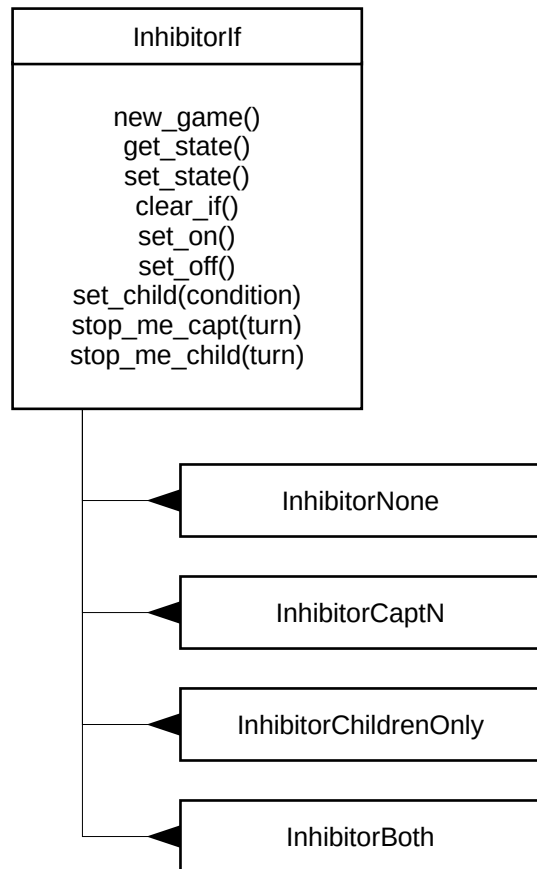 InhibitorIf
new_game()
get_state()
set_state()
clear_if()
set_on()
set_off()
set_child(condition)
stop_me_capt(turn)
stop_me_child(turn)
InhibitorNone
InhibitorCaptN
InhibitorChildrenOnly
InhibitorBoth